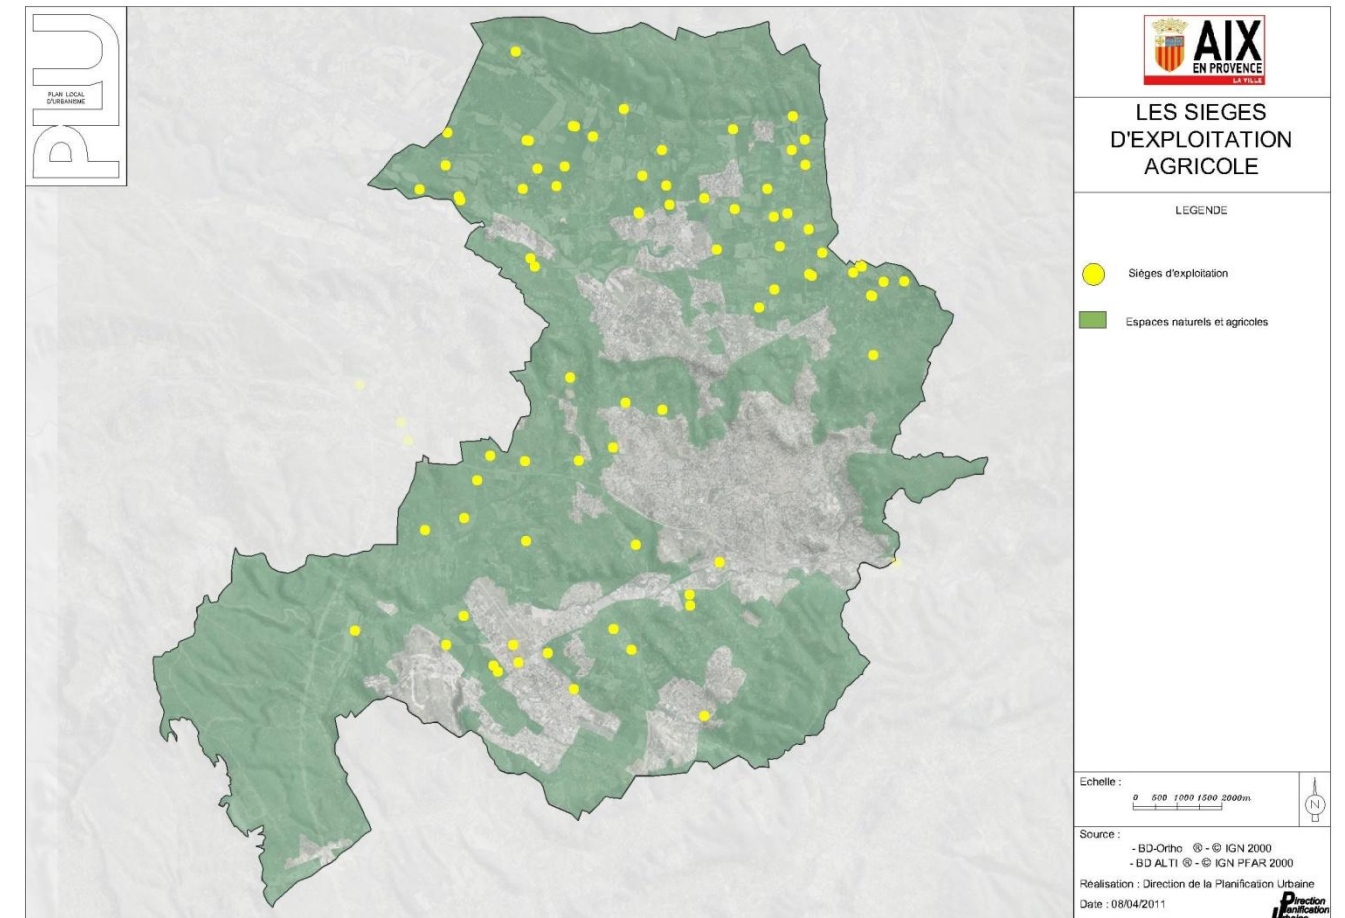 PLU
PLAN LOCAL
D'URBANISME
AIX
EN PROVENCE
LA VILLE
LES SIEGES
D'EXPLOITATION
AGRICOLE
LEGENDE
Sièges d'exploitation
Espaces naturels et agricoles
Echelle :
0 500 1000 1500 2000m
N
Source :
- BD-Ortho ® - © IGN 2000
- BD ALTI ® - © IGN PFAR 2000
Réalisation : Direction de la Planification Urbaine
Date : 08/04/2011
Direction
Planification
Urbaine